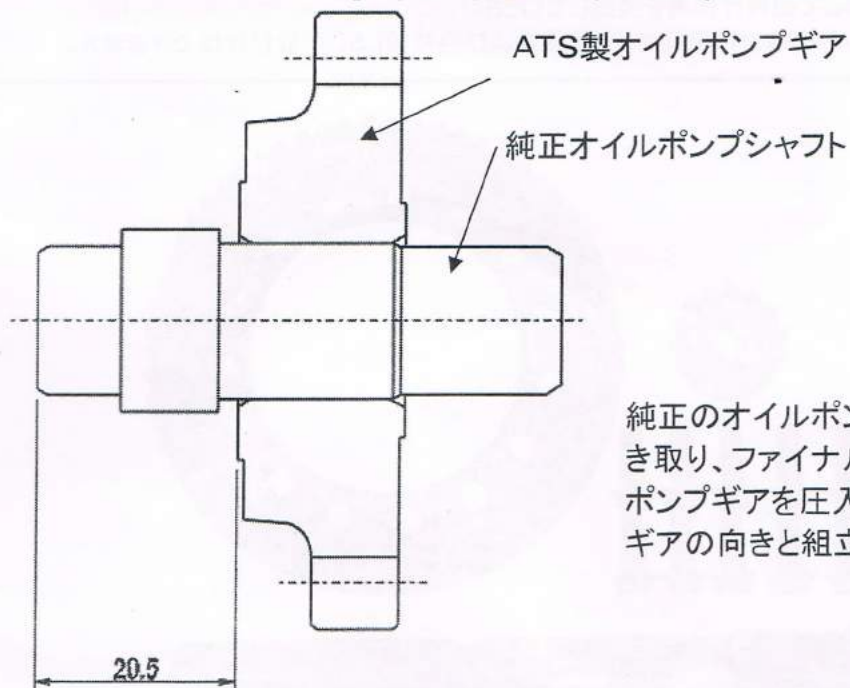 ATS製オイルポンプギア
純正オイルポンプシャフト
純正のオイルポン
き取り、ファイナル
ポンプギアを圧入
ギアの向きと組立
20.5